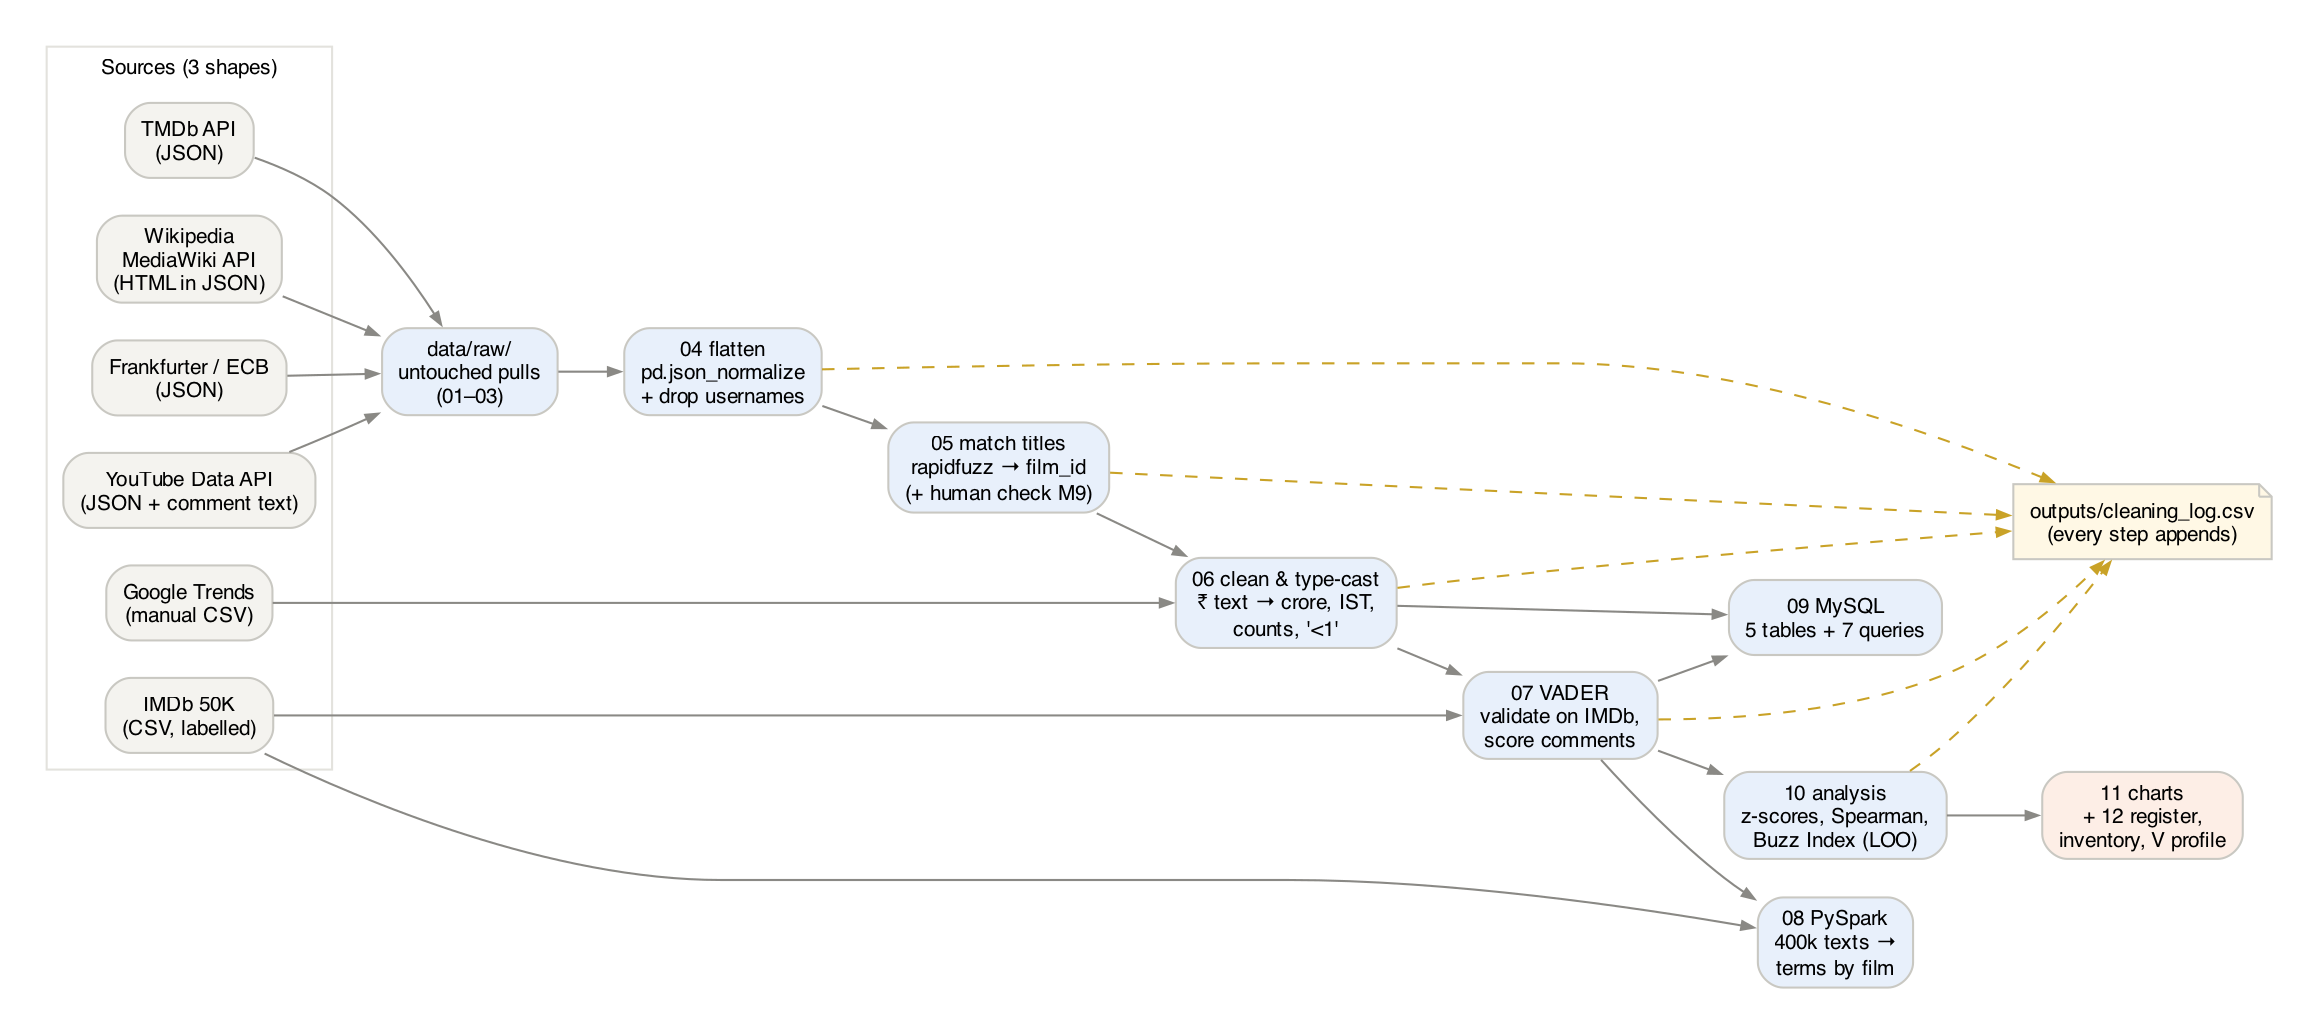 Sources (3 shapes)
TMDb API
(JSON)
Wikipedia
MediaWiki API
(HTML in JSON)
Frankfurter / ECB
(JSON)
YouTube Data API
(JSON + comment text)
Google Trends
(manual CSV)
IMDb 50K
(CSV, labelled)
data/raw/
untouched pulls
(01–03)
04 flatten
pd.json_normalize
+ drop usernames
05 match titles
rapidfuzz → film_id
(+ human check M9)
06 clean & type-cast
₹ text → crore, IST,
counts, '<1'
07 VADER
validate on IMDb,
score comments
09 MySQL
5 tables + 7 queries
outputs/cleaning_log.csv
(every step appends)
10 analysis
z-scores, Spearman,
Buzz Index (LOO)
11 charts
+ 12 register,
inventory, V profile
08 PySpark
400k texts →
terms by film